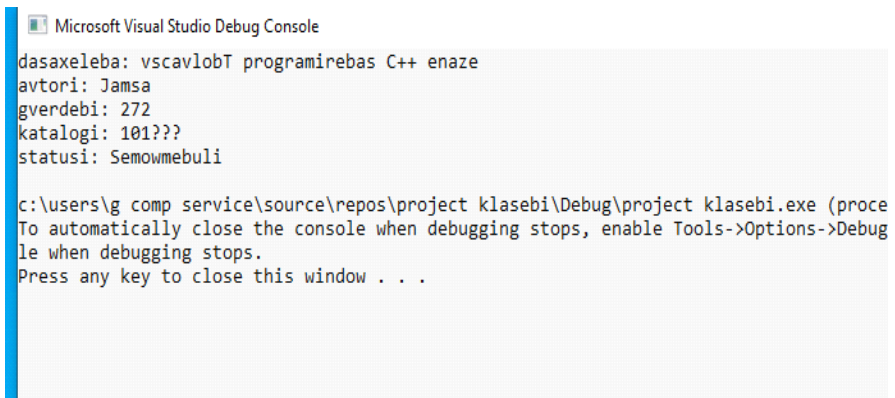 Microsoft Visual Studio Debug Console
dasaxeleba: vscavlobT programirebas C++ enaze
avtori: Jamsa
gverdebi: 272
katalogi: 101???
statusi: Semowmebuli
c:\users\g comp service\source\repos\project klasebi\Debug\project klasebi.exe (proce
To automatically close the console when debugging stops, enable Tools->Options->Debug
le when debugging stops.
Press any key to close this window . . .